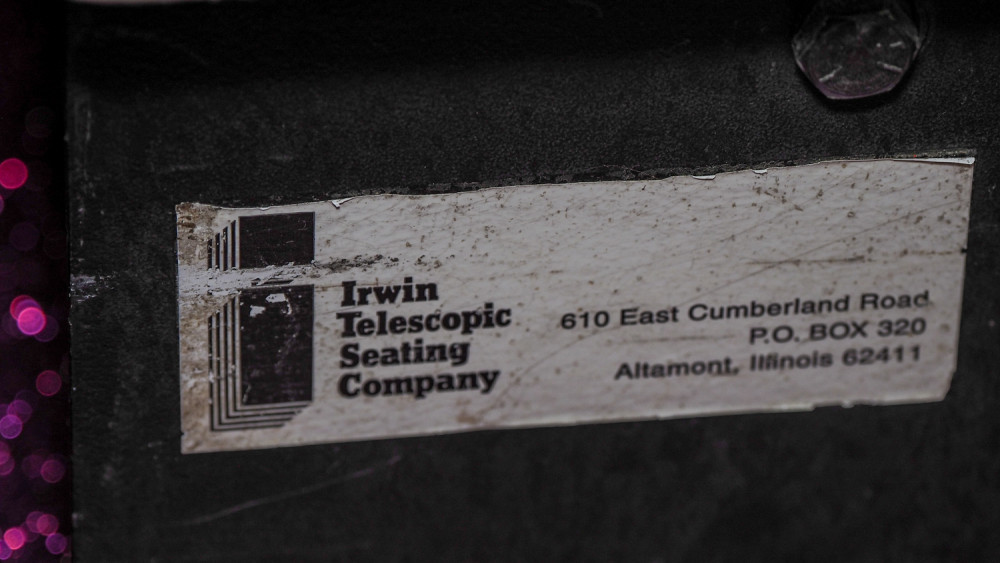 Irwin
Telescopic
Seating
Company
610 East Cumberland Road
P.O. BOX 320
Altamont, Illinois 62411